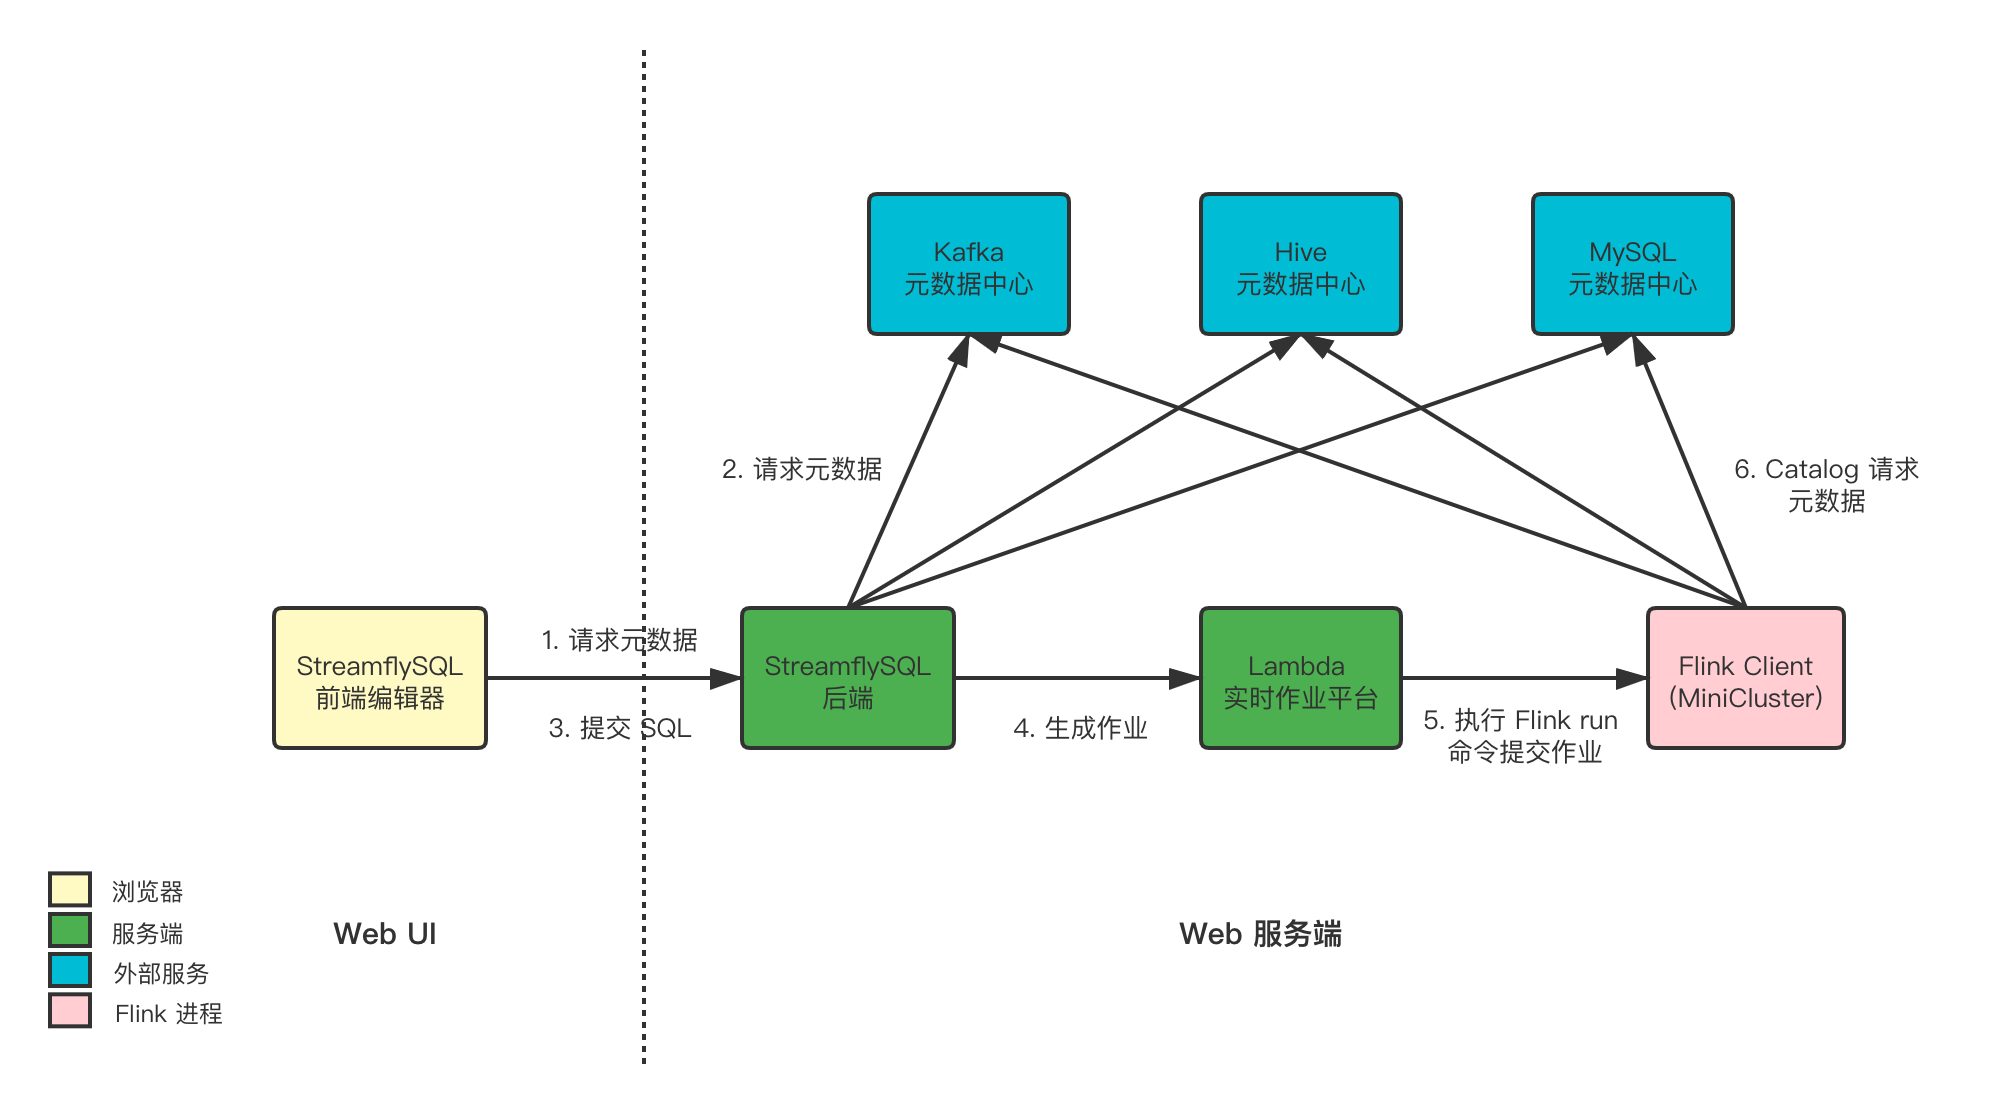 Kafka
元数据中心
Hive
元数据中心
MySQL
元数据中心
2. 请求元数据
6. Catalog 请求
元数据
StreamflySQL
前端编辑器
1. 请求元数据
3. 提交 SQL
StreamflySQL
后端
4. 生成作业
Lambda
实时作业平台
5. 执行 Flink run
命令提交作业
Flink Client
(MiniCluster)
浏览器
服务端
外部服务
Flink 进程
Web UI
Web 服务端